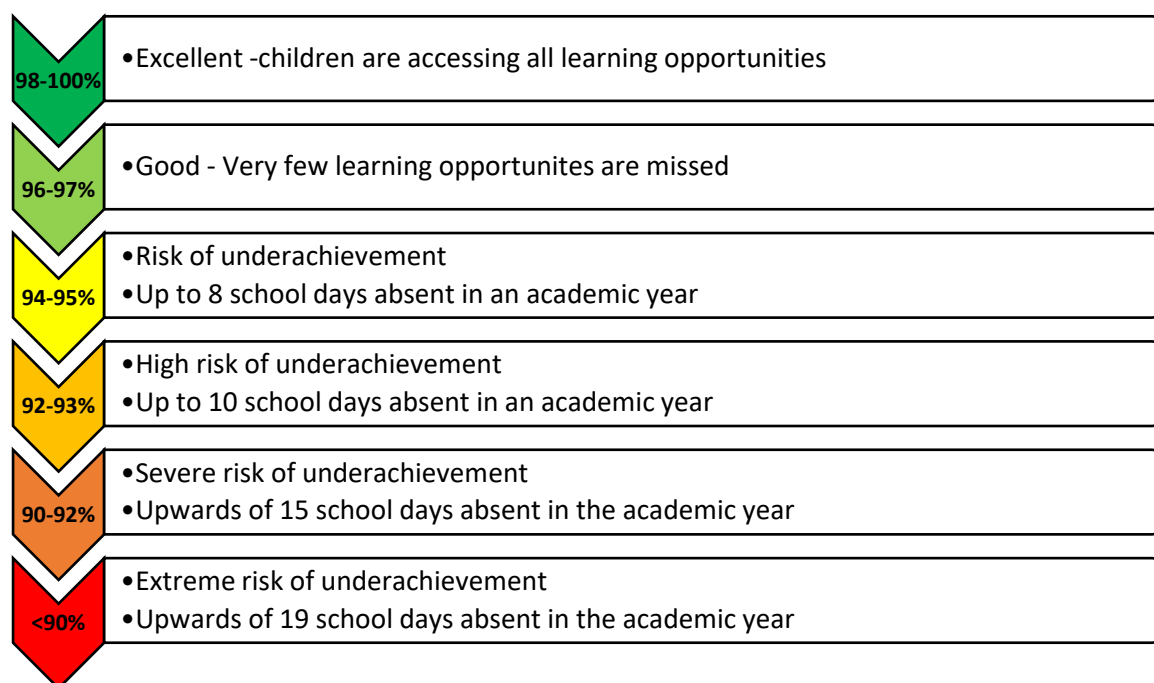 98-100%
•Excellent -children are accessing all learning opportunities
96-97%
•Good - Very few learning opportunites are missed
94-95%
•Risk of underachievement
•Up to 8 school days absent in an academic year
92-93%
•High risk of underachievement
•Up to 10 school days absent in an academic year
90-92%
•Severe risk of underachievement
•Upwards of 15 school days absent in the academic year
<90%
•Extreme risk of underachievement
•Upwards of 19 school days absent in the academic year